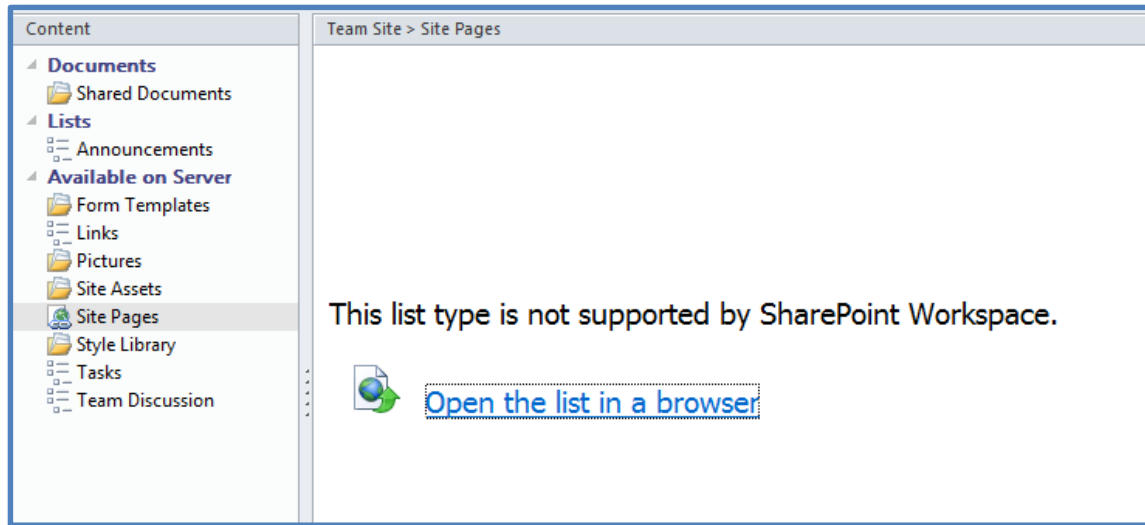 Content
Documents
Shared Documents
Lists
Announcements
Available on Server
Form Templates
Links
Pictures
Site Assets
Site Pages
Style Library
Tasks
Team Discussion
Team Site > Site Pages
This list type is not supported by SharePoint Workspace.
Open the list in a browser